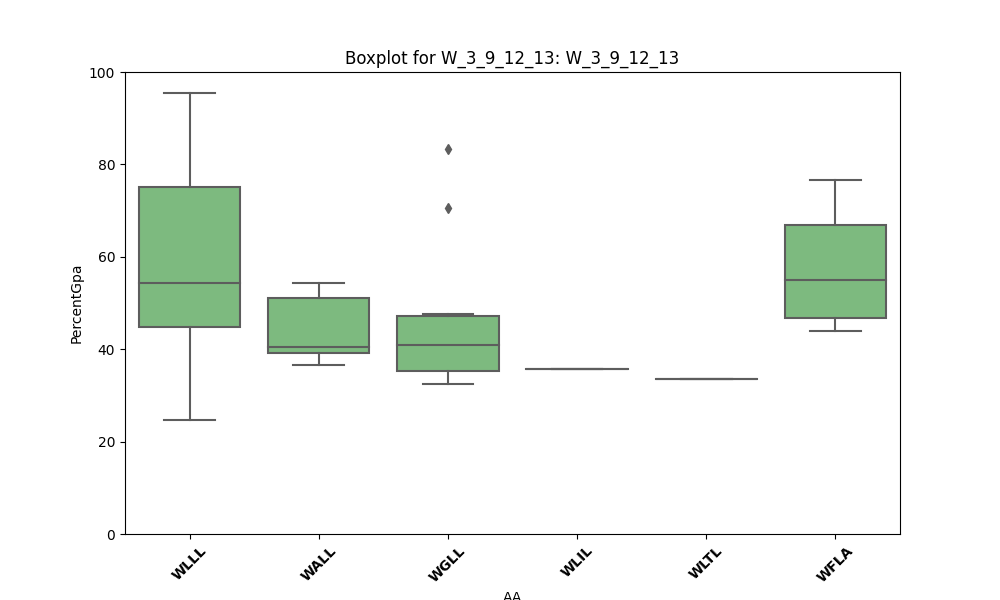 Boxplot for W_3_9_12_13: W_3_9_12_13
PercentGpa
100
80
60
40
20
0
WLLL
WALL
WGLL
WLIL
WLTL
WFLA
AA